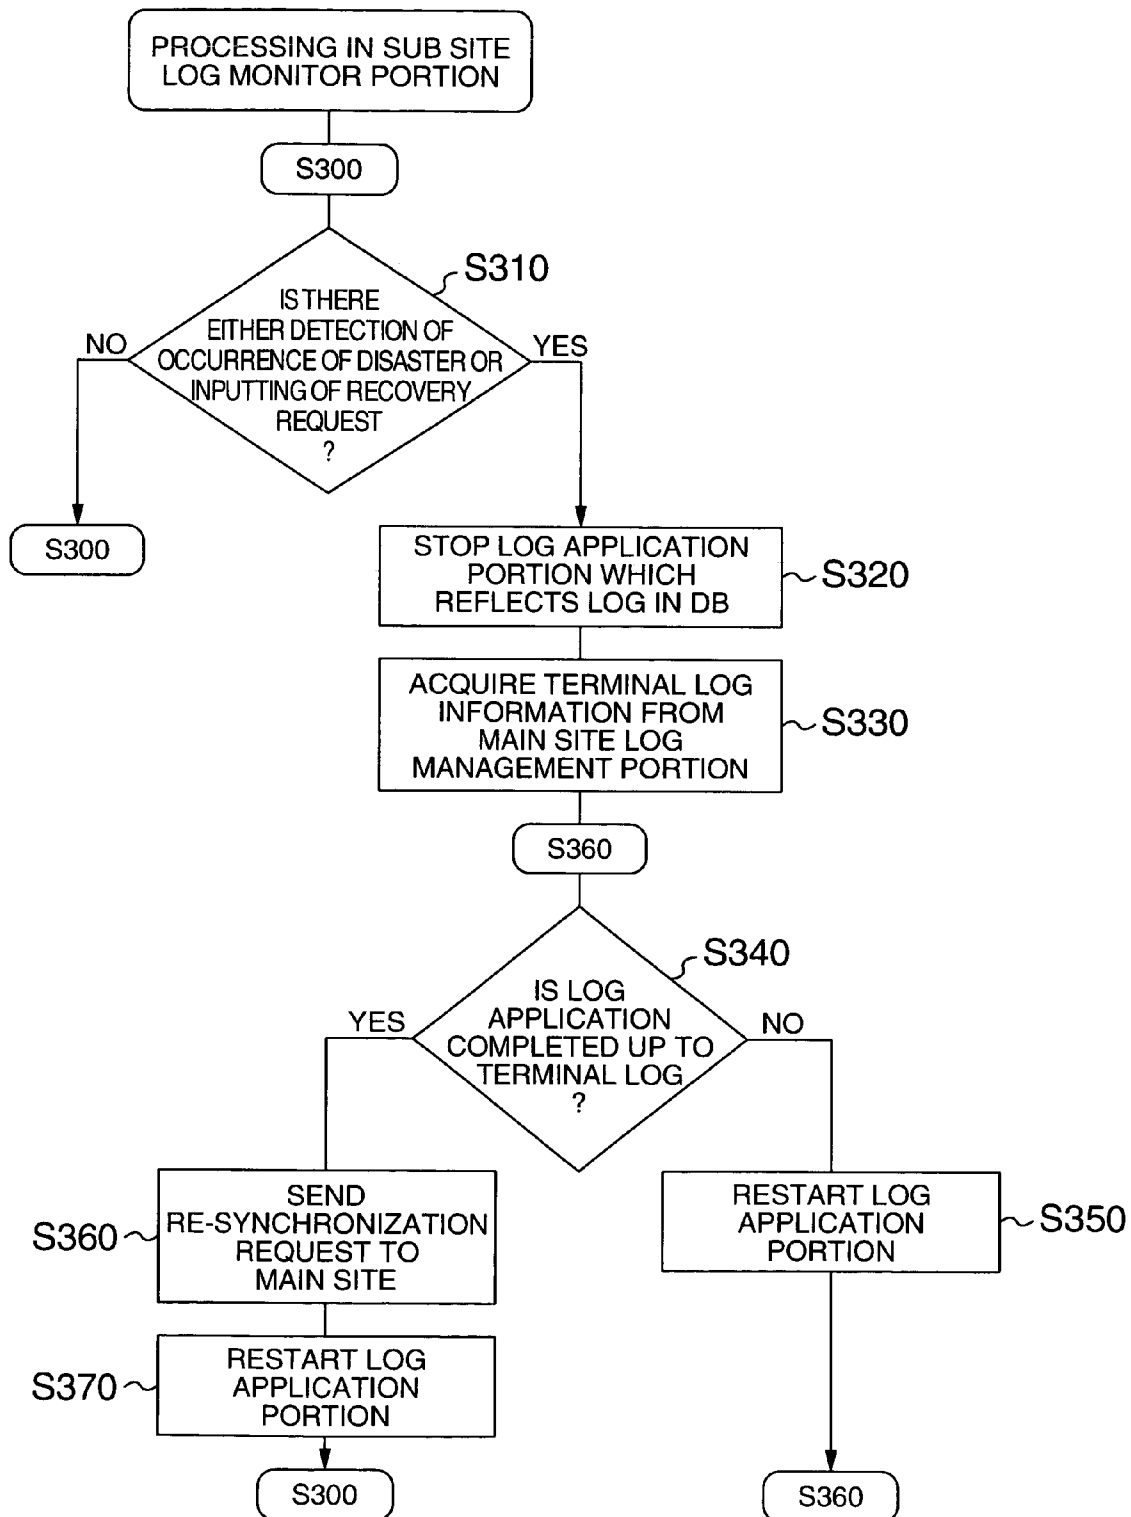 PROCESSING IN SUB SITE
LOG MONITOR PORTION
S300
S310
IS THERE
EITHER DETECTION OF
OCCURRENCE OF DISASTER OR
INPUTTING OF RECOVERY
REQUEST
?
NO
YES
S300
STOP LOG APPLICATION
PORTION WHICH
REFLECTS LOG IN DB
S320
ACQUIRE TERMINAL LOG
INFORMATION FROM
MAIN SITE LOG
MANAGEMENT PORTION
S330
S360
S340
IS LOG
APPLICATION
COMPLETED UP TO
TERMINAL LOG
?
YES
NO
SEND
RE-SYNCHRONIZATION
REQUEST TO
MAIN SITE
S360
RESTART LOG
APPLICATION
PORTION
S350
RESTART LOG
APPLICATION
PORTION
S370
S300
S360